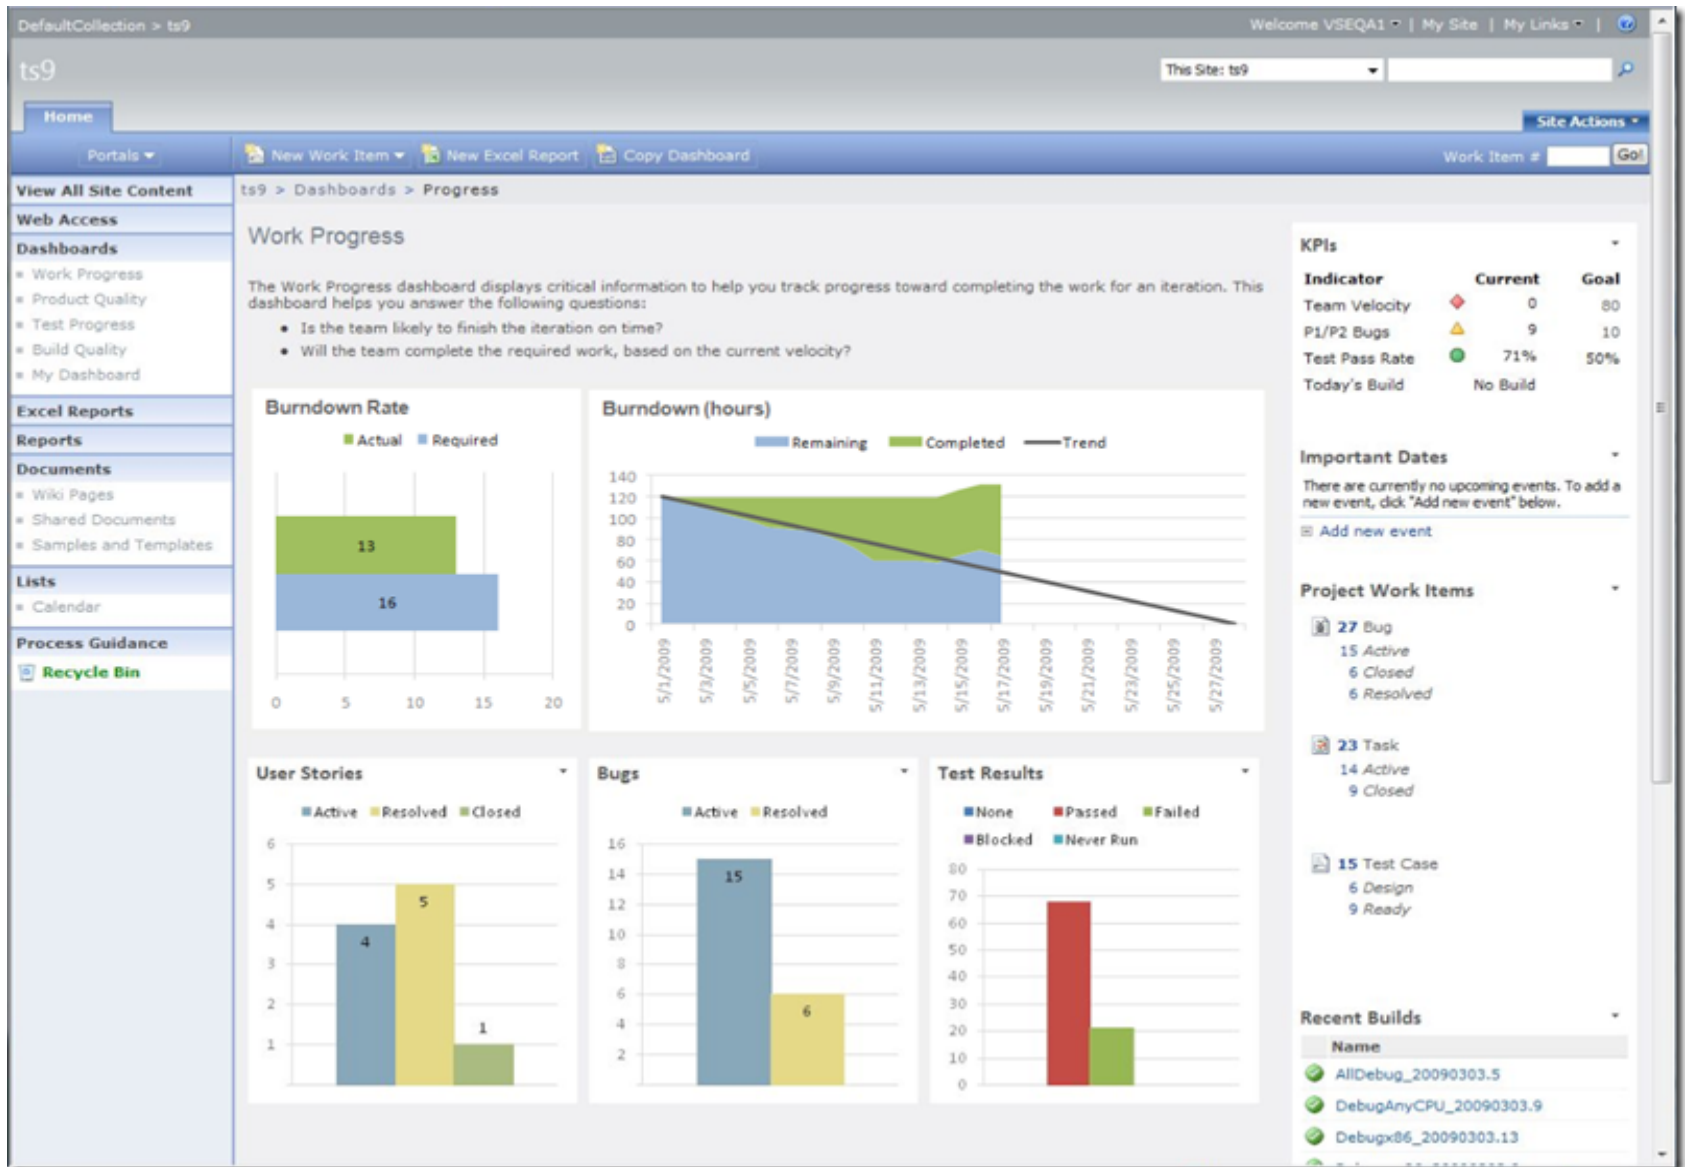 DefaultCollection > ts9
Welcome VSEQA1 | My Site | My Links |
ts9
This Site: ts9
Home
Site Actions
Portals
New Work Item
New Excel Report
Copy Dashboard
Work Item #
Go!
View All Site Content
Web Access
Dashboards
Work Progress
Product Quality
Test Progress
Build Quality
My Dashboard
Excel Reports
Reports
Documents
Wiki Pages
Shared Documents
Samples and Templates
Lists
Calendar
Process Guidance
Recycle Bin
ts9 > Dashboards > Progress
Work Progress
The Work Progress dashboard displays critical information to help you track progress toward completing the work for an iteration. This
dashboard helps you answer the following questions:
Is the team likely to finish the iteration on time?
Will the team complete the required work, based on the current velocity?
Burndown Rate
Actual Required
13
16
0 5 10 15 20
Burndown (hours)
Remaining Completed Trend
140
120
100
80
60
40
20
0
5/1/2009
5/3/2009
5/5/2009
5/7/2009
5/9/2009
5/11/2009
5/13/2009
5/15/2009
5/17/2009
5/19/2009
5/21/2009
5/23/2009
5/25/2009
5/27/2009
User Stories
Active Resolved Closed
6
5
4
3
2
1
4
5
1
Bugs
Active Resolved
16
14
12
10
8
6
4
2
15
6
Test Results
None Passed Failed
Blocked Never Run
80
70
60
50
40
30
20
10
0
KPIs
Indicator Current Goal
Team Velocity 0 80
P1/P2 Bugs 9 10
Test Pass Rate 71% 50%
Today's Build No Build
Important Dates
There are currently no upcoming events. To add a
new event, click "Add new event" below.
Add new event
Project Work Items
27 Bug
15 Active
6 Closed
6 Resolved
23 Task
14 Active
9 Closed
15 Test Case
6 Design
9 Ready
Recent Builds
Name
AllDebug_20090303.5
DebugAnyCPU_20090303.9
Debugx86_20090303.13